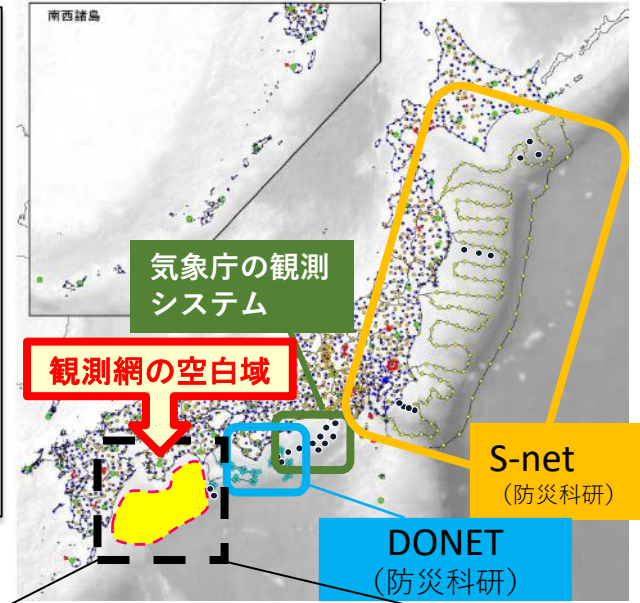 南西諸島
気象庁の観測
システム
観測網の空白域
S-net
（防災科研）
DONET
（防災科研）